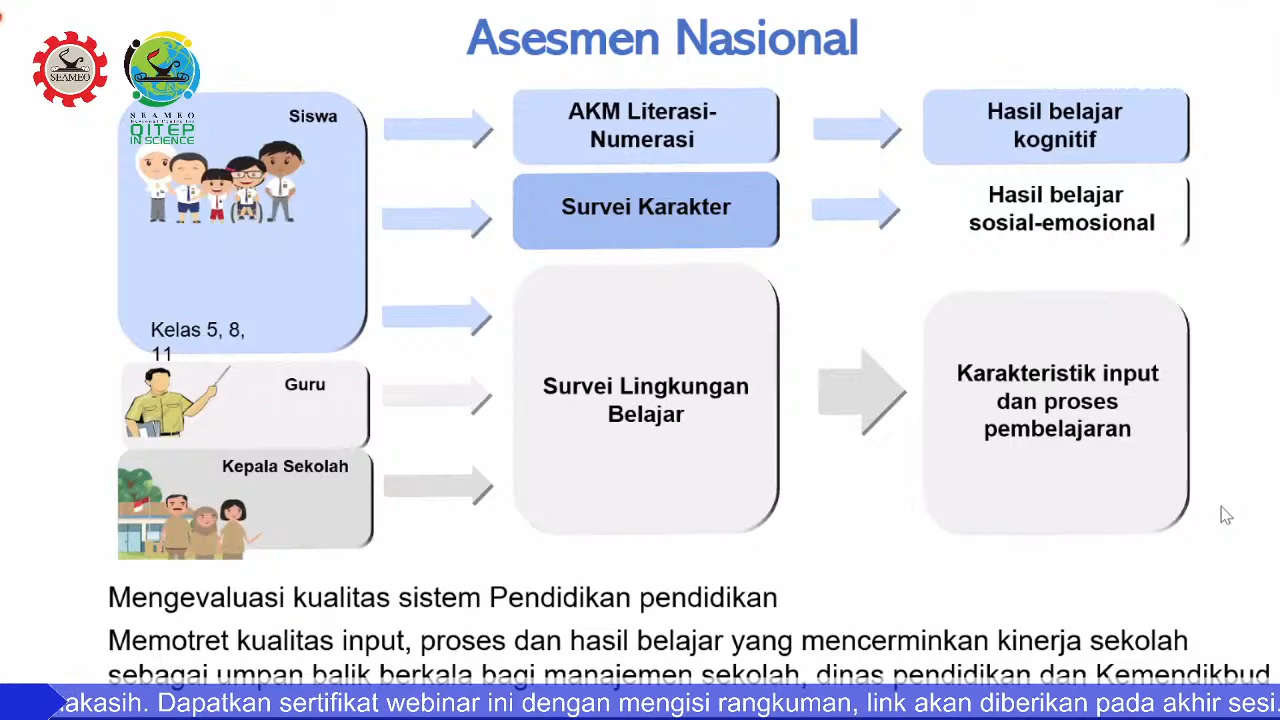 Asesmen Nasional
SEAMEO
SEAMEO
QITEP
IN SCIENCE
Siswa
Kelas 5, 8,
11
Guru
Kepala Sekolah
AKM Literasi-
Numerasi
Survei Karakter
Survei Lingkungan
Belajar
Hasil belajar
kognitif
Hasil belajar
sosial-emosional
Karakteristik input
dan proses
pembelajaran
Mengevaluasi kualitas sistem Pendidikan pendidikan
Memotret kualitas input, proses dan hasil belajar yang mencerminkan kinerja sekolah
sebagai umpan balik berkala bagi manajemen sekolah, dinas pendidikan dan Kemendikbud
akasih. Dapatkan sertifikat webinar ini dengan mengisi rangkuman, link akan diberikan pada akhir sesi.